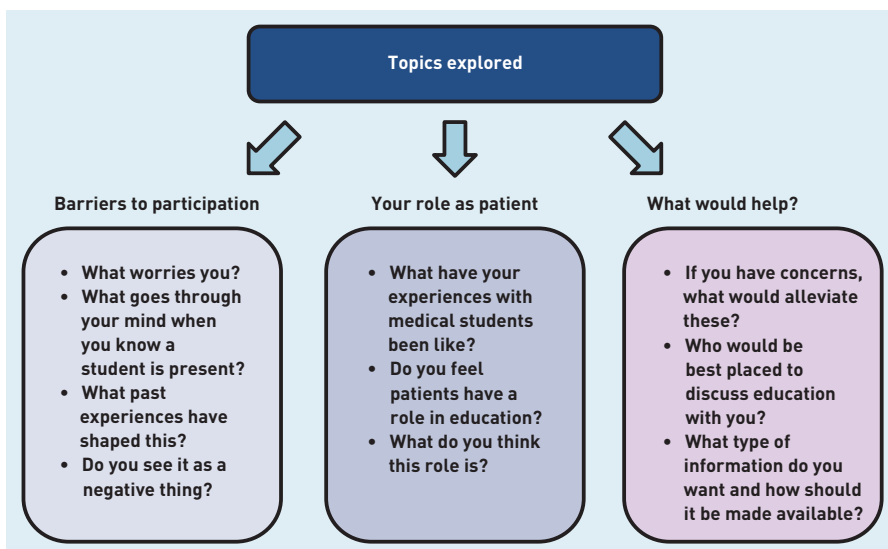 Topics explored
Barriers to participation
• What worries you?
• What goes through
your mind when
you know a
student is present?
• What past
experiences have
shaped this?
• Do you see it as a
negative thing?
Your role as patient
• What have your
experiences with
medical students
been like?
• Do you feel
patients have a
role in education?
• What do you think
this role is?
What would help?
• If you have concerns,
what would alleviate
these?
• Who would be
best placed to
discuss education
with you?
• What type of
information do you
want and how should
it be made available?